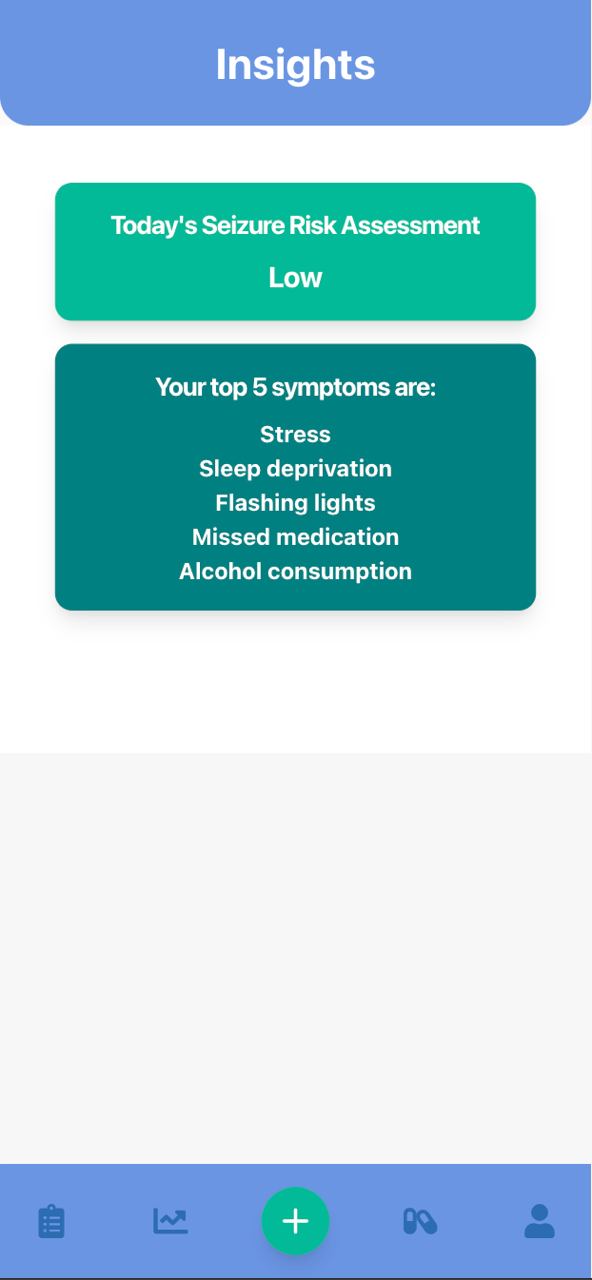 Insights
Today's Seizure Risk Assessment
Low
Your top 5 symptoms are:
Stress
Sleep deprivation
Flashing lights
Missed medication
Alcohol consumption